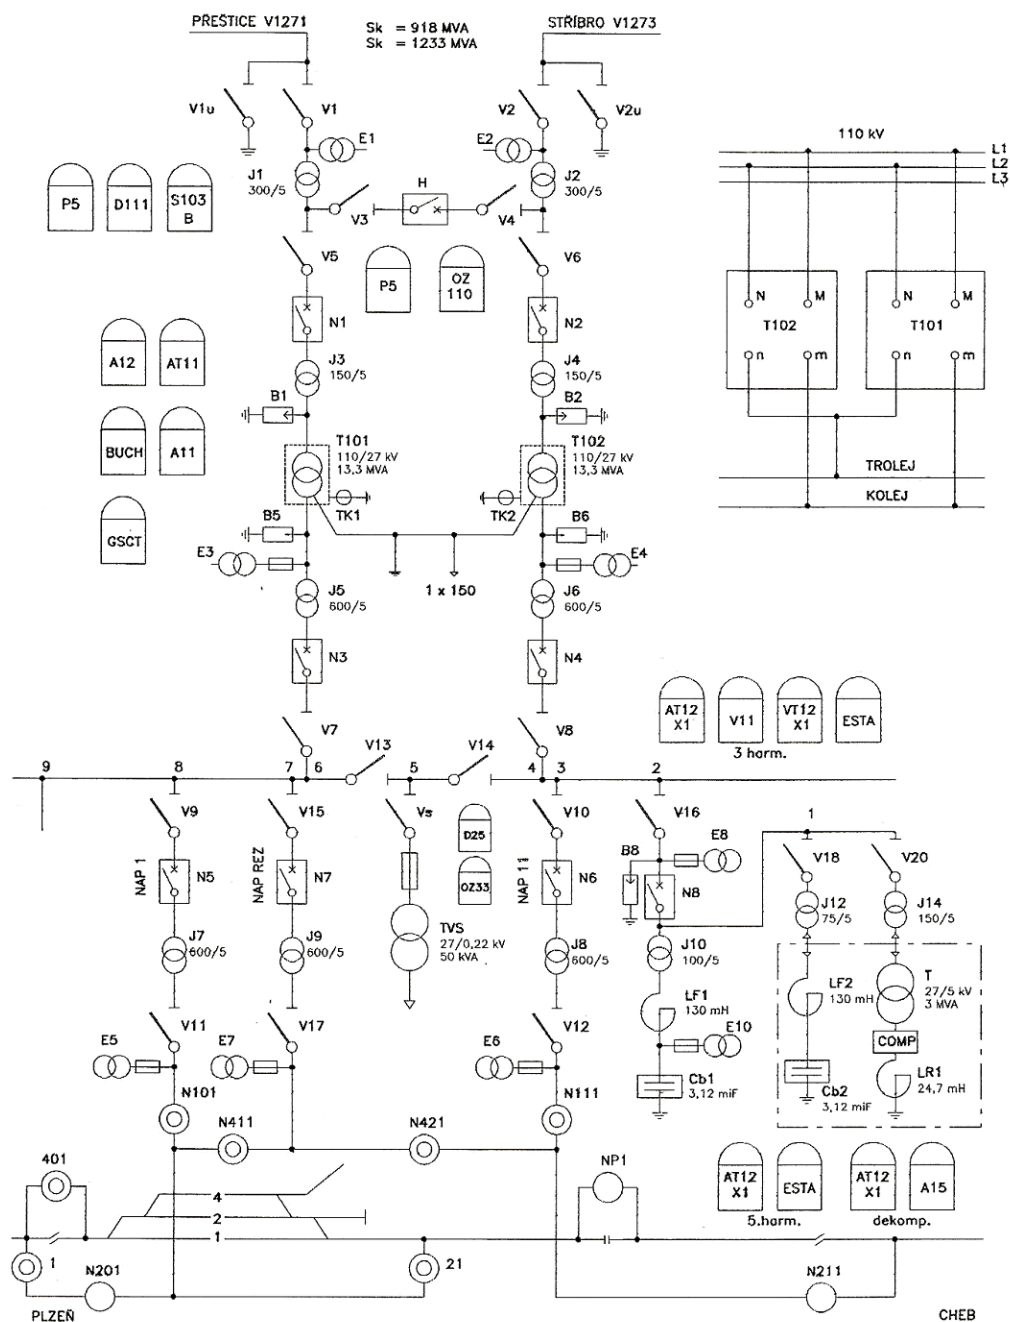 PŘEŠTICE V1271
Sk = 918 MVA
Sk = 1233 MVA
STŘÍBRO V1273
V1u
V1
V2
V2u
E1
E2
110 kV
L1
L2
L3
J1
300/5
H
J2
300/5
P5
D111
S103
B
V3
V4
V5
V6
P5
OZ
110
N
M
N
M
T102
T101
n
m
n
m
N1
N2
A12
AT11
J3
150/5
J4
150/5
B1
B2
BUCH
A11
T101
110/27 kV
13,3 MVA
T102
110/27 kV
13,3 MVA
TROLEJ
KOLEJ
TK1
TK2
GSCT
B5
B6
E3
E4
1 x 150
J5
600/5
J6
600/5
N3
N4
AT12
X1
V11
VT12
X1
ESTA
3 harm.
V7
V8
V13
V14
9
8
7
6
5
4
3
2
1
V9
V15
Vs
D25
OZ33
V10
V16
E8
B8
V18
V20
NAP 1
N5
NAP REZ
N7
NAP 11
N6
N8
J12
75/5
J14
150/5
J7
600/5
J9
600/5
TVS
27/0,22 kV
50 kVA
J8
600/5
J10
100/5
LF1
130 mH
LF2
130 mH
T
27/5 kV
3 MVA
COMP
LR1
24,7 mH
V11
V17
V12
E5
E7
E6
E10
Cb1
3,12 miF
Cb2
3,12 miF
N101
N111
N411
N421
401
4
2
1
NP1
AT12
X1
ESTA
AT12
X1
A15
5.harm.
dekomp.
1
21
N201
N211
PLZEŇ
CHEB